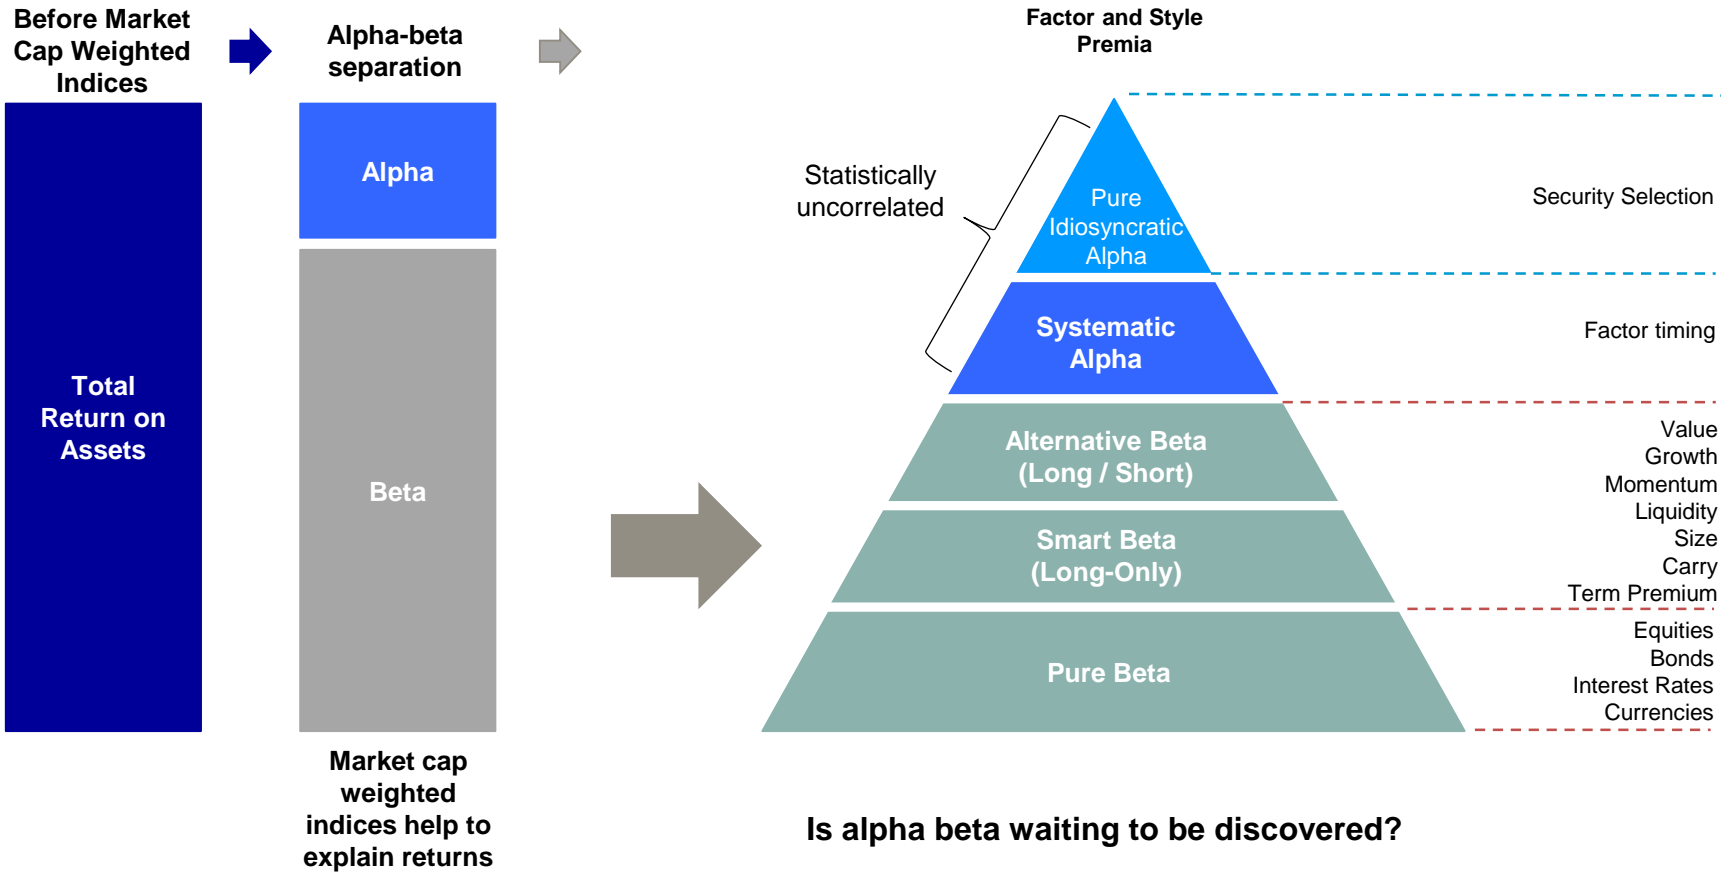 Before Market
Cap Weighted
Indices
Alpha-beta
separation
Factor and Style
Premia
Total
Return on
Assets
Alpha
Beta
Market cap
weighted
indices help to
explain returns
Statistically
uncorrelated
Pure
Idiosyncratic
Alpha
Security Selection
Systematic
Alpha
Factor timing
Alternative Beta
(Long / Short)
Smart Beta
(Long-Only)
Value
Growth
Momentum
Liquidity
Size
Carry
Term Premium
Pure Beta
Equities
Bonds
Interest Rates
Currencies
Is alpha beta waiting to be discovered?